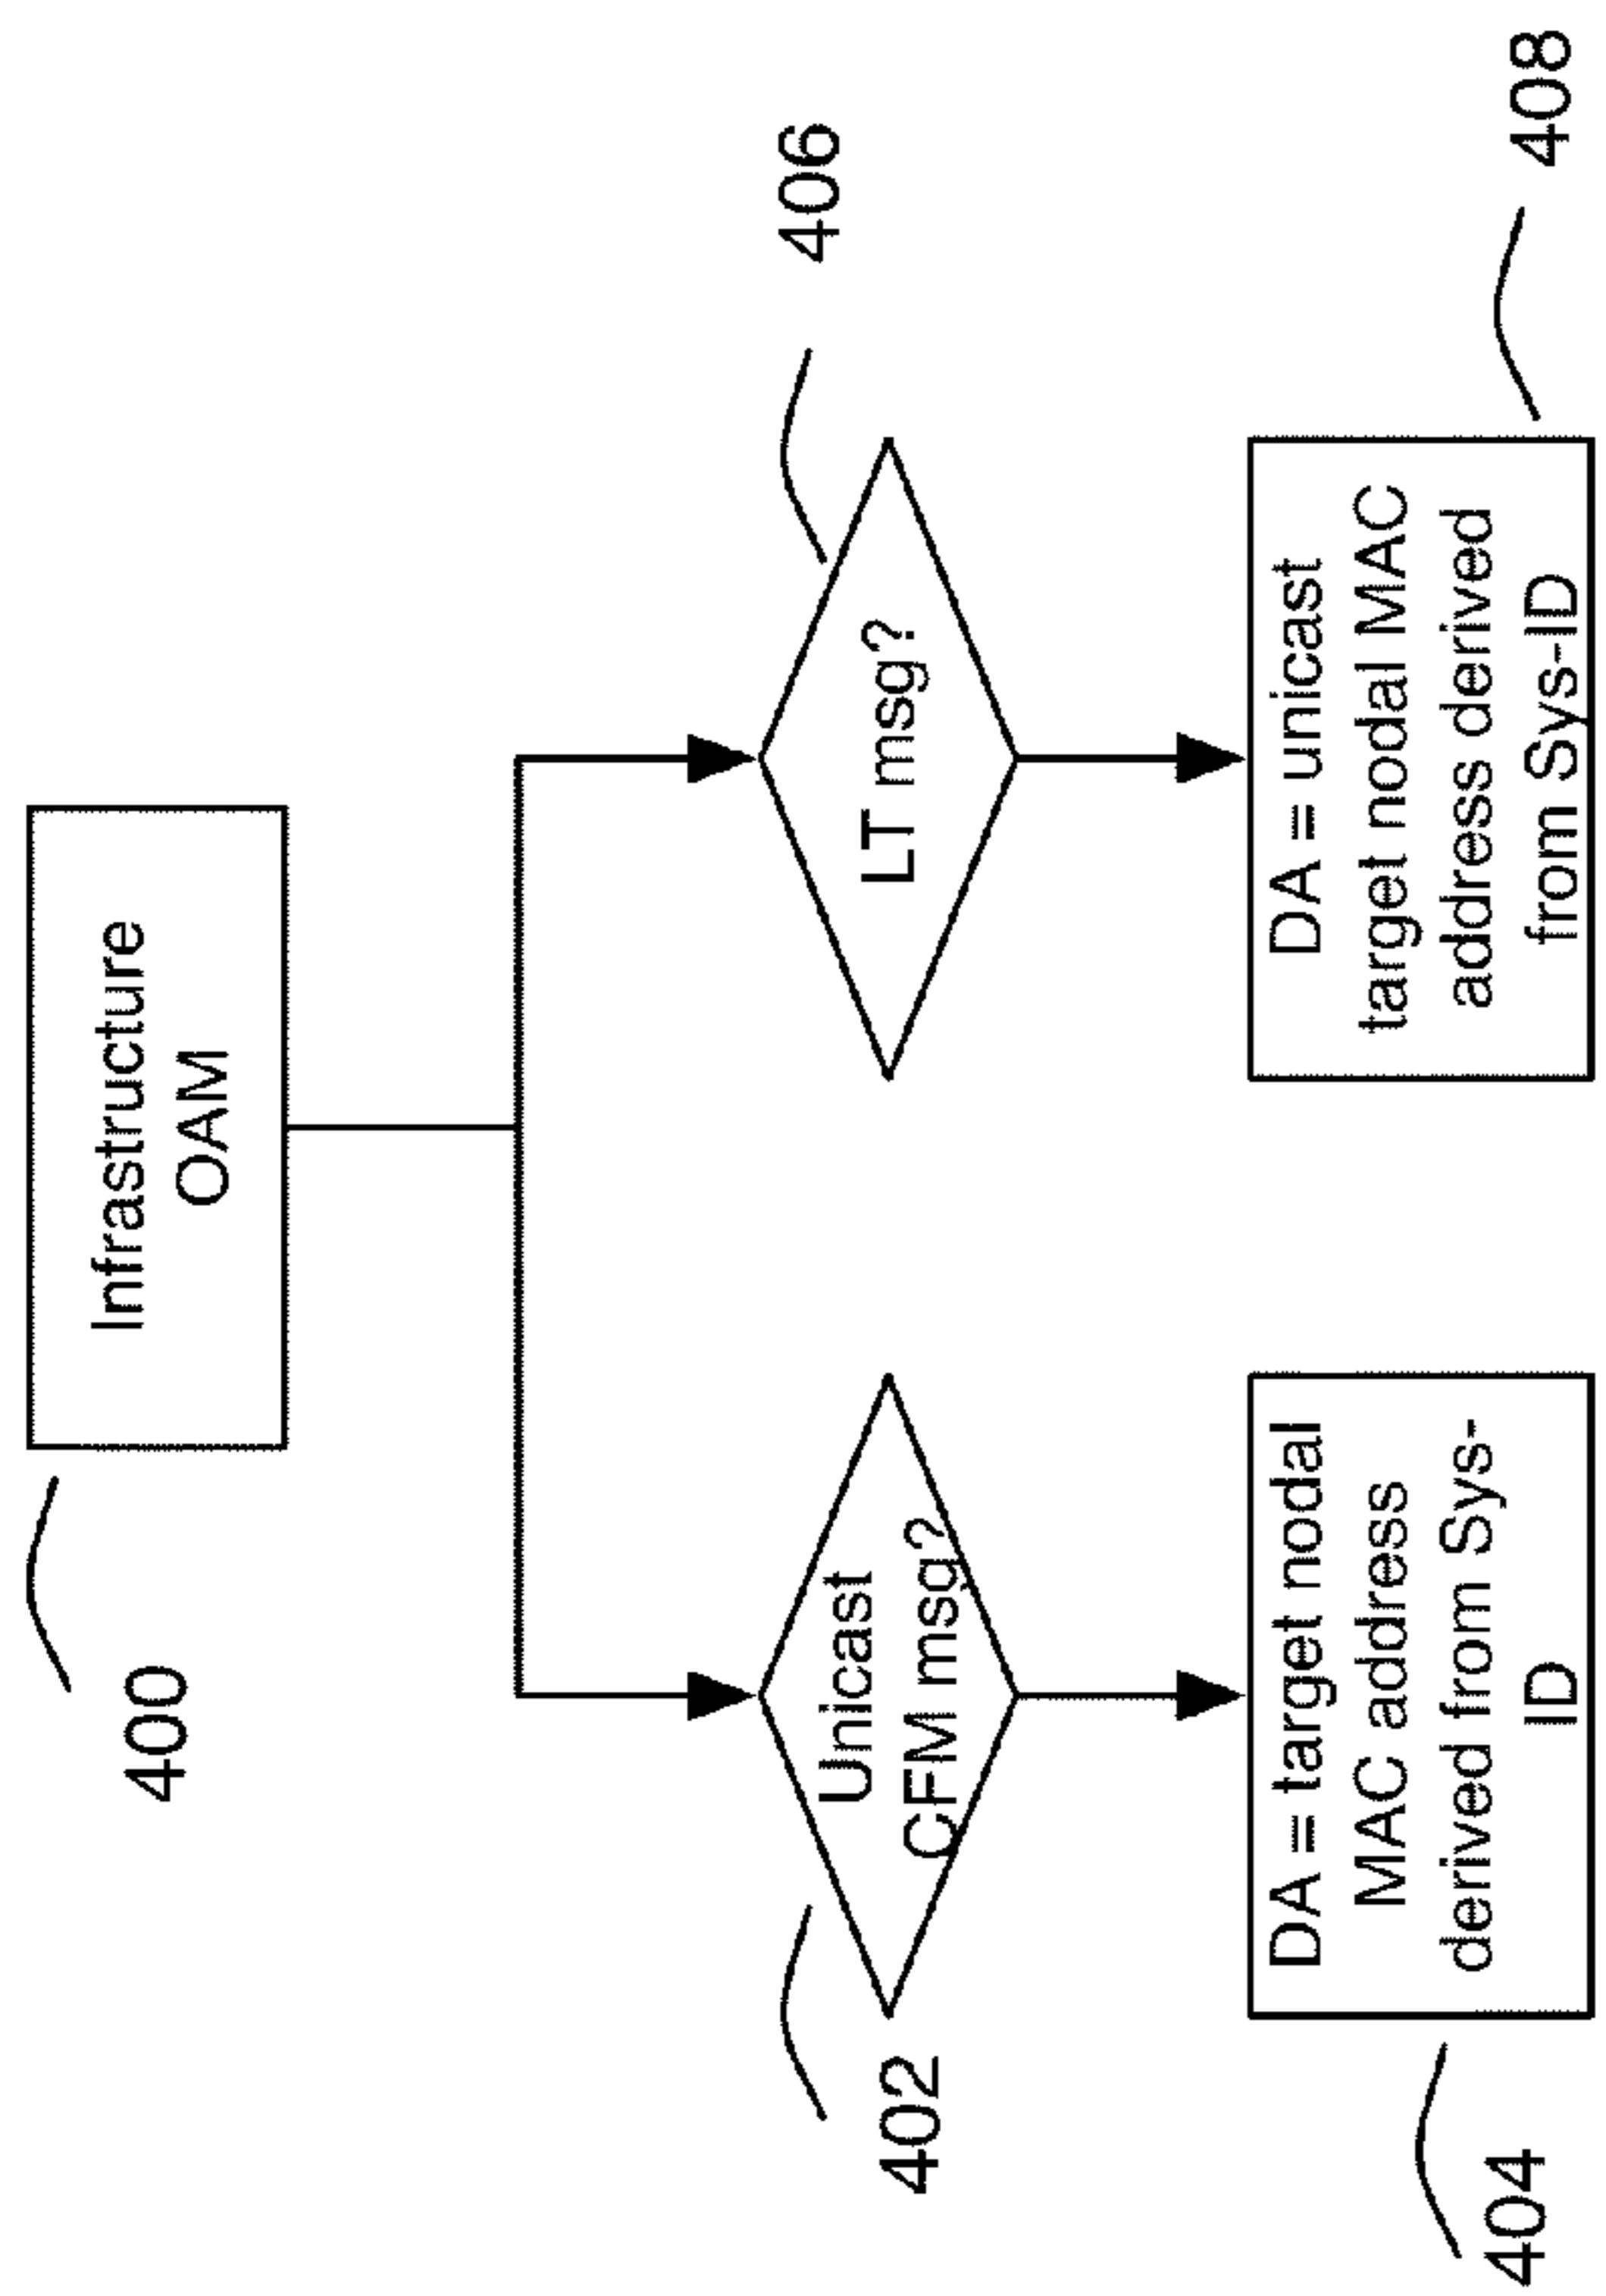 Infrastructure
OAM
400
Unicast
CFM msg?
402
LT msg?
406
DA = target nodal
MAC address
derived from Sys-
ID
404
DA = unicast
target nodal MAC
address derived
from Sys-ID
408